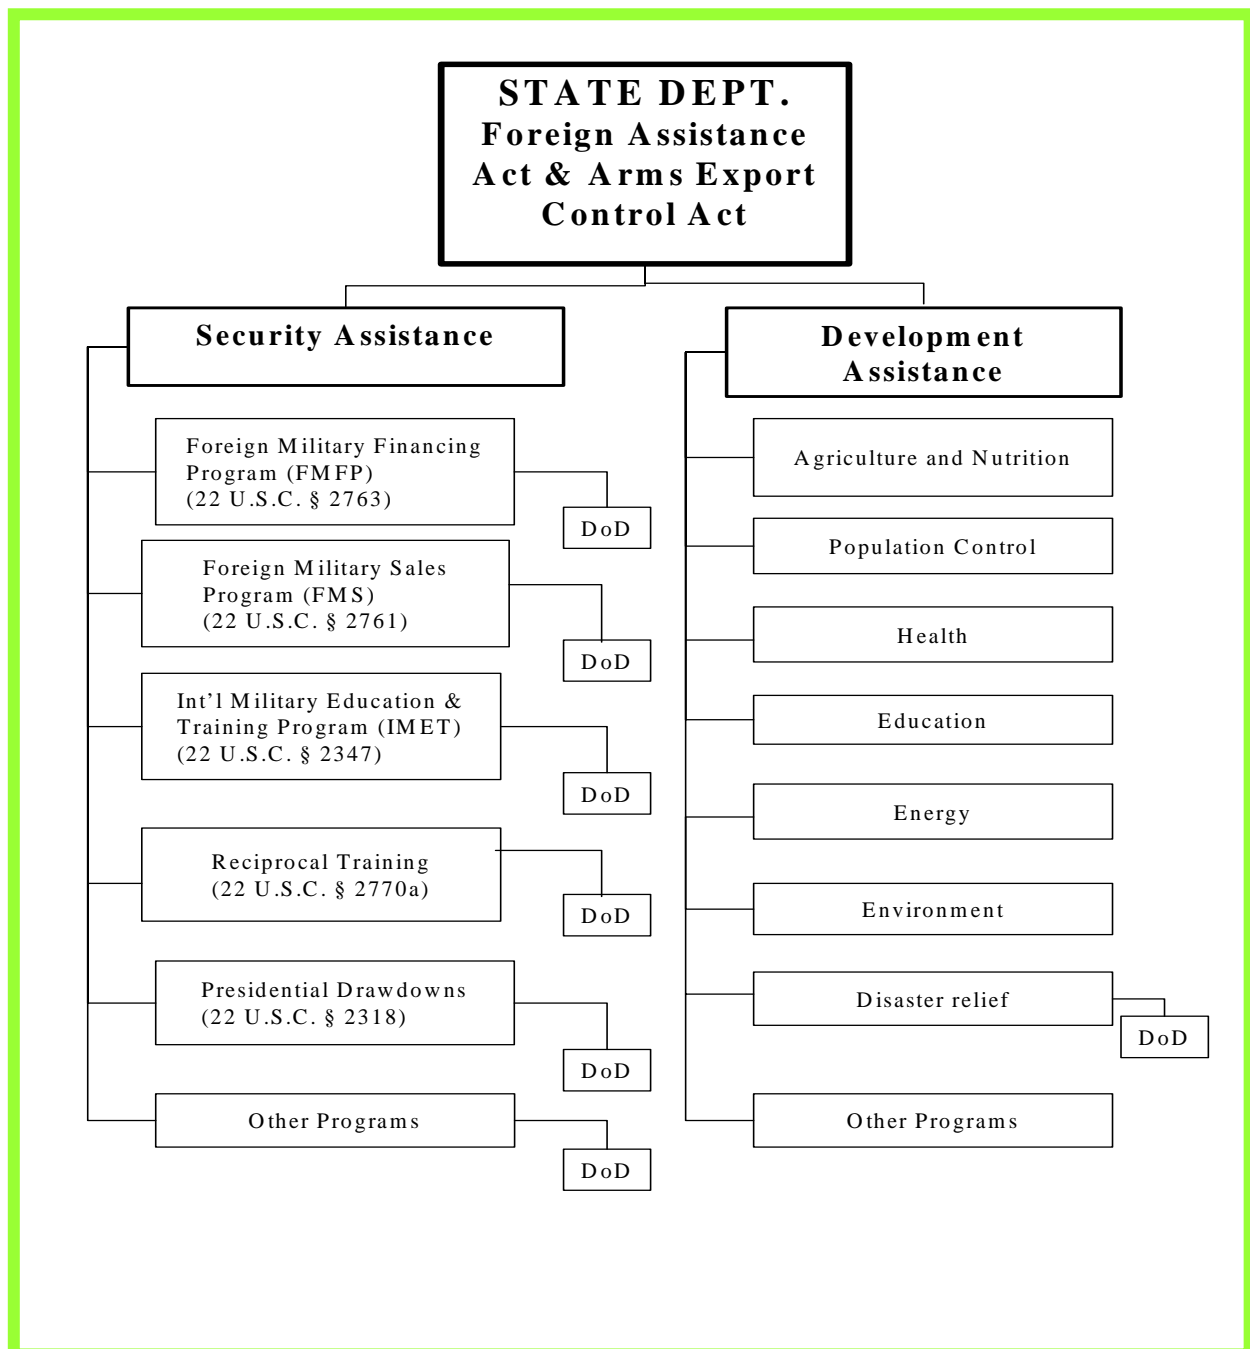 STATE DEPT.
Foreign Assistance
Act & Arms Export
Control Act
Security Assistance
Foreign Military Financing
Program (FMFP)
(22 U.S.C. § 2763)
DoD
Foreign Military Sales
Program (FMS)
(22 U.S.C. § 2761)
DoD
Int'l Military Education &
Training Program (IMET)
(22 U.S.C. § 2347)
DoD
Reciprocal Training
(22 U.S.C. § 2770a)
DoD
Presidential Drawdowns
(22 U.S.C. § 2318)
DoD
Other Programs
DoD
Development
Assistance
Agriculture and Nutrition
Population Control
Health
Education
Energy
Environment
Disaster relief
DoD
Other Programs